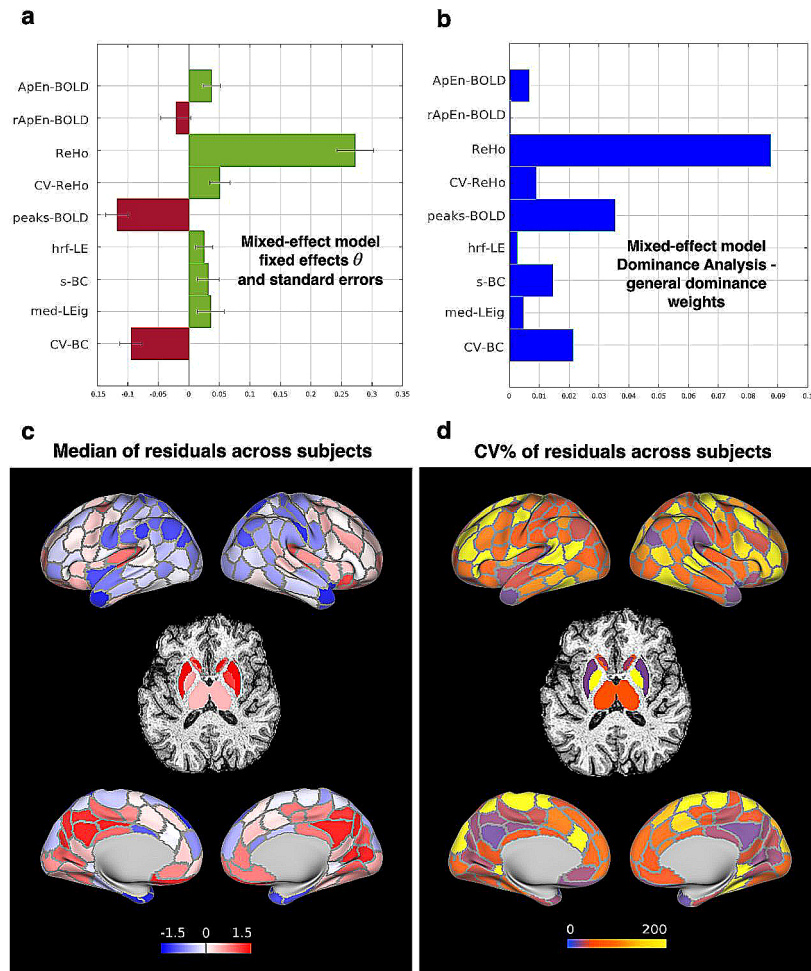 a
ApEn-BOLD
rApEn-BOLD
ReHo
CV-ReHo
peaks-BOLD
hrf-LE
s-BC
med-LEig
CV-BC
Mixed-effect model
fixed effects θ
and standard errors
0.15 -0.1 -0.05 0 0.05 0.1 0.15 0.2 0.25 0.3 0.35
b
ApEn-BOLD
rApEn-BOLD
ReHo
CV-ReHo
peaks-BOLD
hrf-LE
s-BC
med-LEig
CV-BC
Mixed-effect model
Dominance Analysis -
general dominance
weights
0 0.01 0.02 0.03 0.04 0.05 0.06 0.07 0.08 0.09 0.1
c
Median of residuals across subjects
-1.5 0 1.5
d
CV% of residuals across subjects
0 200